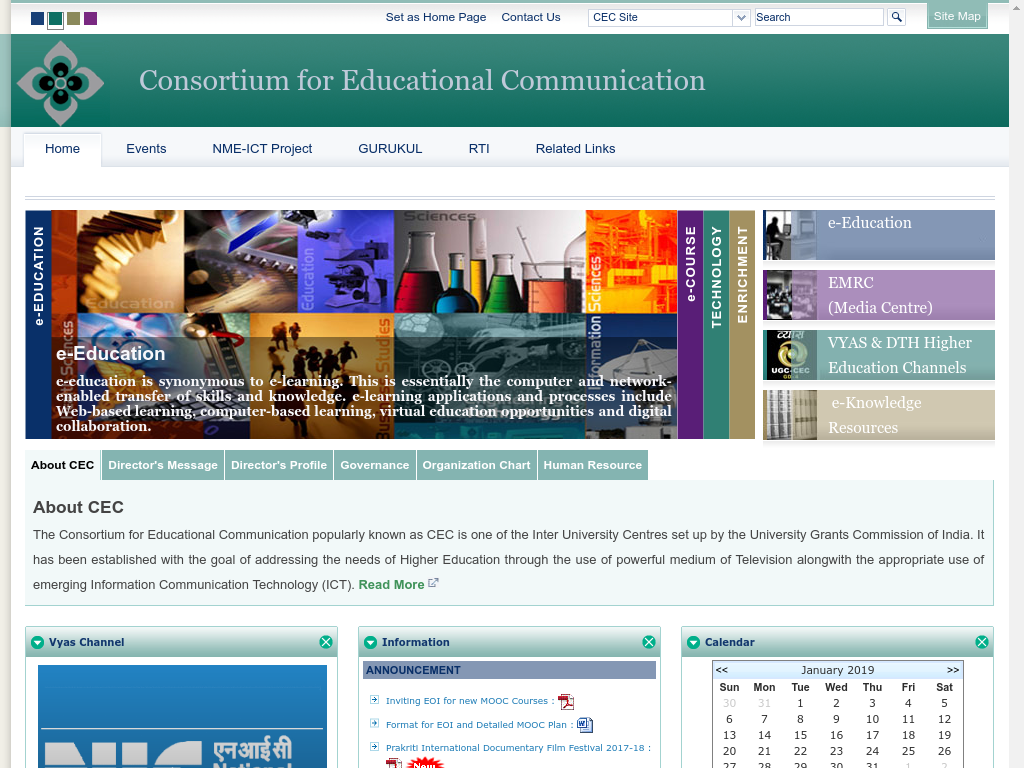 Set as Home Page Contact Us CEC Site Search Site Map
Consortium for Educational Communication
Home Events NME-ICT Project GURUKUL RTI Related Links
e-EDUCATION
Sciences
Education
Education
Information Sciences
Business Studies
e-Education
e-education is synonymous to e-learning. This is essentially the computer and network-
enabled transfer of skills and knowledge. e-learning applications and processes include
Web-based learning, computer-based learning, virtual education opportunities and digital
collaboration.
e-COURSE
TECHNOLOGY
ENRICHMENT
e-Education
EMRC
(Media Centre)
व्यास
UGC-CEC
VYAS & DTH Higher
Education Channels
e-Knowledge
Resources
About CEC Director's Message Director's Profile Governance Organization Chart Human Resource
About CEC
The Consortium for Educational Communication popularly known as CEC is one of the Inter University Centres set up by the University Grants Commission of India. It
has been established with the goal of addressing the needs of Higher Education through the use of powerful medium of Television alongwith the appropriate use of
emerging Information Communication Technology (ICT). Read More
Vyas Channel
एनआईसी
National
Information
ANNOUNCEMENT
Inviting EOI for new MOOC Courses :
Format for EOI and Detailed MOOC Plan :
Prakriti International Documentary Film Festival 2017-18 :
New
Calendar
<< January 2019 >>
Sun Mon Tue Wed Thu Fri Sat
30 31 1 2 3 4 5
6 7 8 9 10 11 12
13 14 15 16 17 18 19
20 21 22 23 24 25 26
27 28 29 30 31 1 2